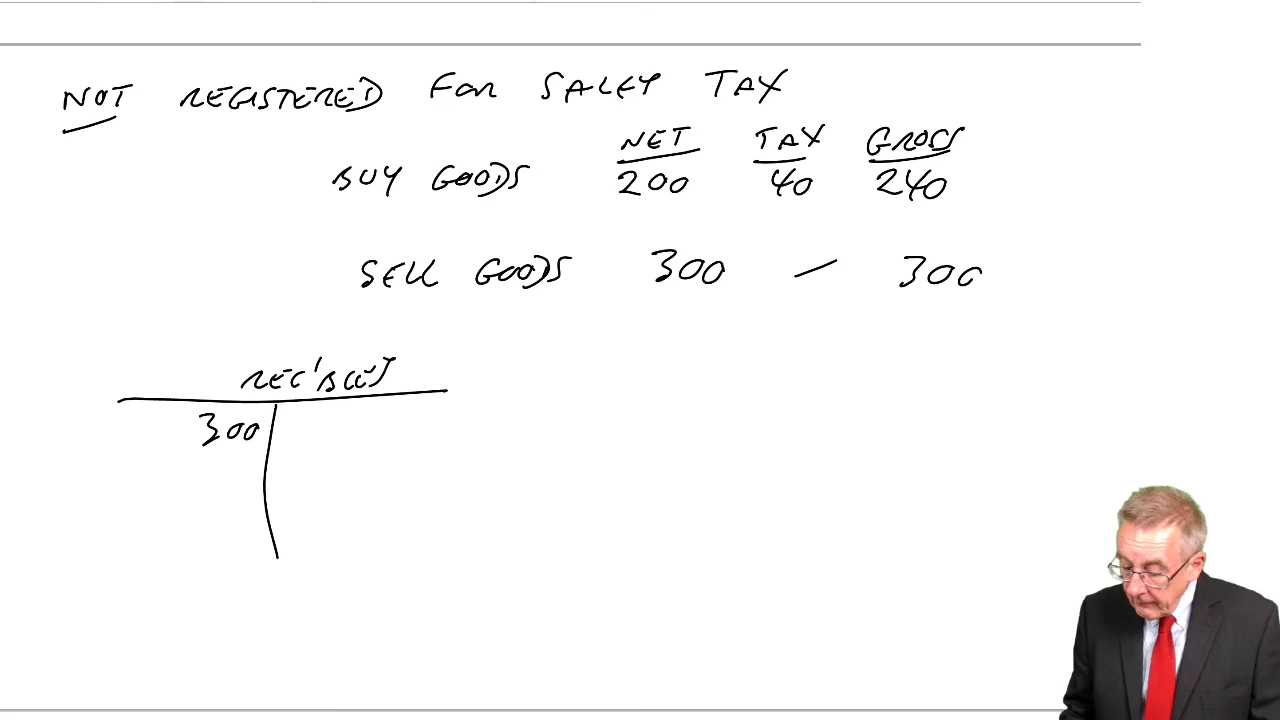 NOT REGISTERED FOR SALES TAX
NET TAX GROSS
BUY GOODS 200 40 240
SELL GOODS 300 — 300
REC'BLES
300